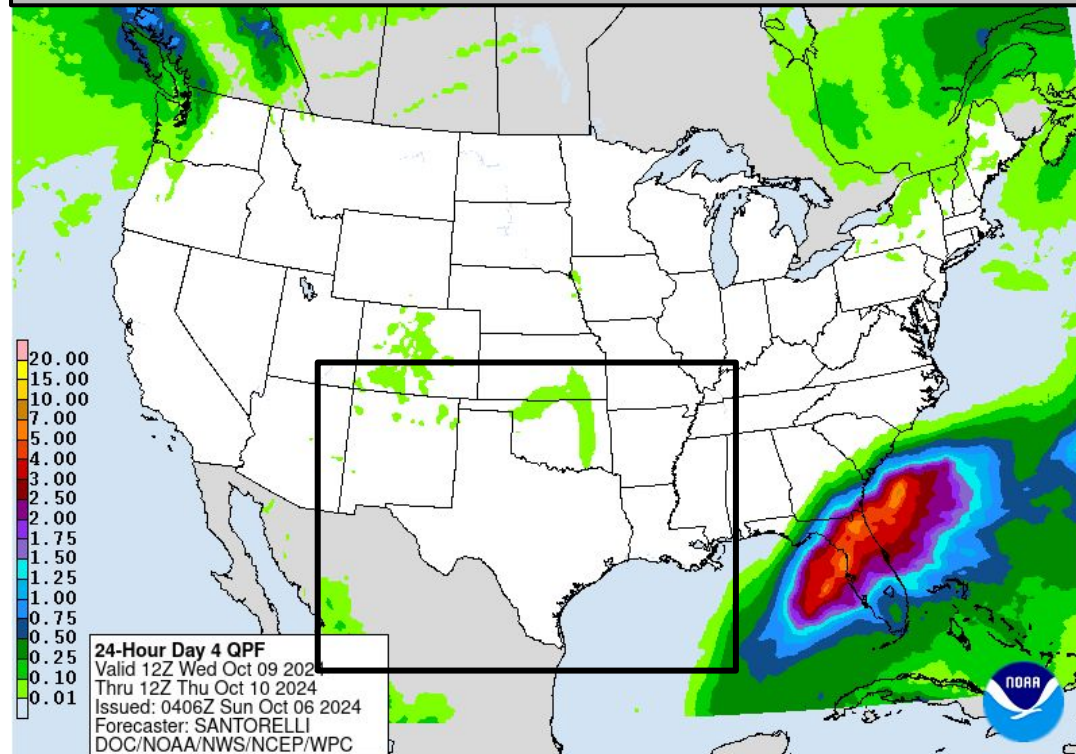 20.00
15.00
10.00
7.00
5.00
4.00
3.00
2.50
2.00
1.75
1.50
1.25
1.00
0.75
0.50
0.25
0.10
0.01
24-Hour Day 4 QPF
Valid 12Z Wed Oct 09 2024
Thru 12Z Thu Oct 10 2024
Issued: 0406Z Sun Oct 06 2024
Forecaster: SANTORELLI
DOC/NOAA/NWS/NCEP/WPC
NOAA